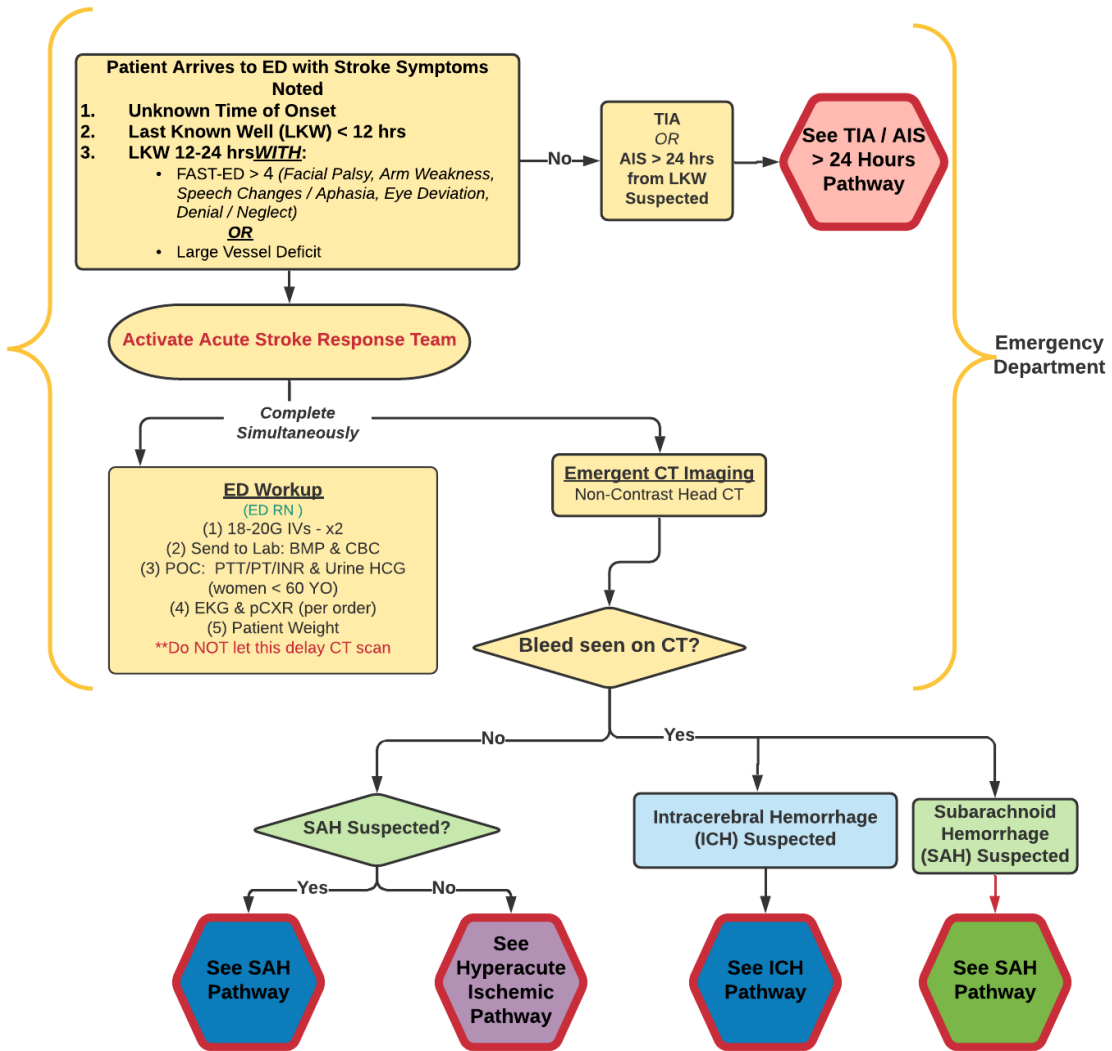 Patient Arrives to ED with Stroke Symptoms
Noted
1. Unknown Time of Onset
2. Last Known Well (LKW) < 12 hrs
3. LKW 12-24 hrsWITH:
• FAST-ED > 4 (Facial Palsy, Arm Weakness,
Speech Changes / Aphasia, Eye Deviation,
Denial / Neglect)
OR
• Large Vessel Deficit
No
TIA
OR
AIS > 24 hrs
from LKW
Suspected
See TIA / AIS
> 24 Hours
Pathway
Emergency
Department
Activate Acute Stroke Response Team
Complete
Simultaneously
ED Workup
(ED RN )
(1) 18-20G IVs - x2
(2) Send to Lab: BMP & CBC
(3) POC: PTT/PT/INR & Urine HCG
(women < 60 YO)
(4) EKG & pCXR (per order)
(5) Patient Weight
**Do NOT let this delay CT scan
Emergent CT Imaging
Non-Contrast Head CT
Bleed seen on CT?
No
Yes
SAH Suspected?
Intracerebral Hemorrhage
(ICH) Suspected
Subarachnoid
Hemorrhage
(SAH) Suspected
Yes
No
See SAH
Pathway
See
Hyperacute
Ischemic
Pathway
See ICH
Pathway
See SAH
Pathway